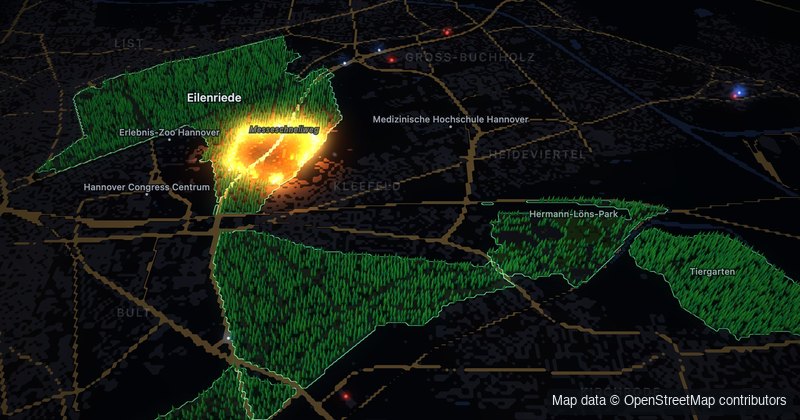 LIST
GROSS-BUCHHOLZ
Eilenriede
Medizinische Hochschule Hannover
Messeschnellweg
Erlebnis-Zoo Hannover
HEIDEVIERTEL
Hannover Congress Centrum
KLEEFELD
Hermann-Löns-Park
Tiergarten
BULT
Map data © OpenStreetMap contributors